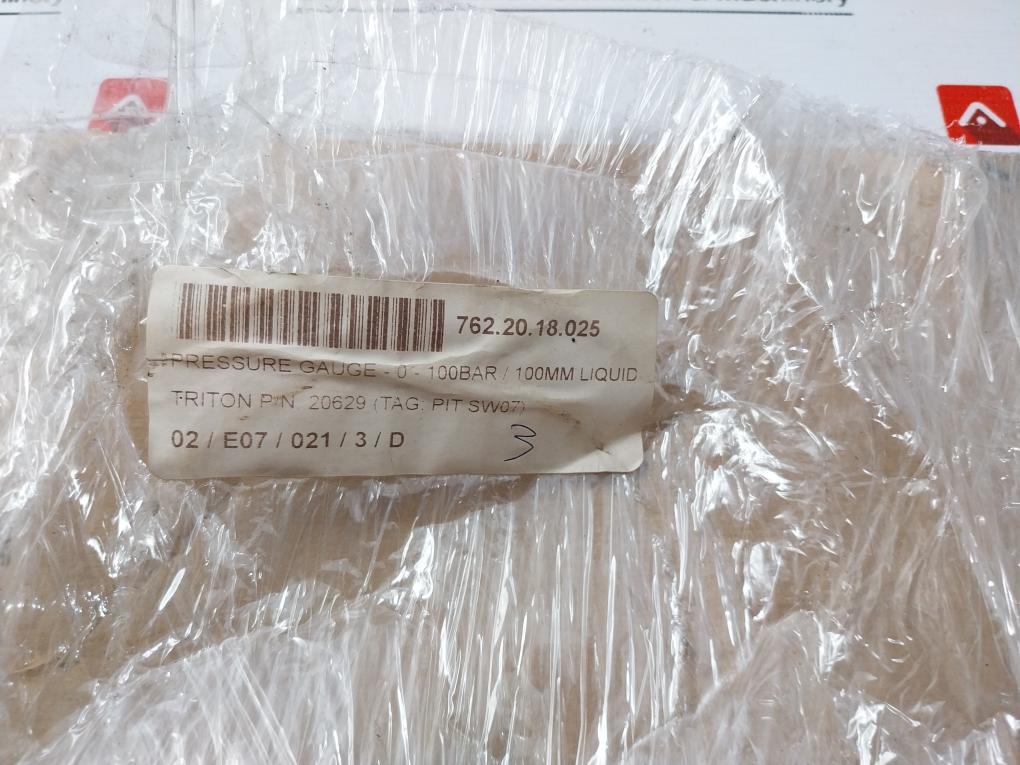 762.20.18.025
PRESSURE GAUGE - 0 - 100BAR / 100MM LIQUID
TRITON P/N 20629 (TAG: PIT SW07)
02 / E07 / 021 / 3 / D
3